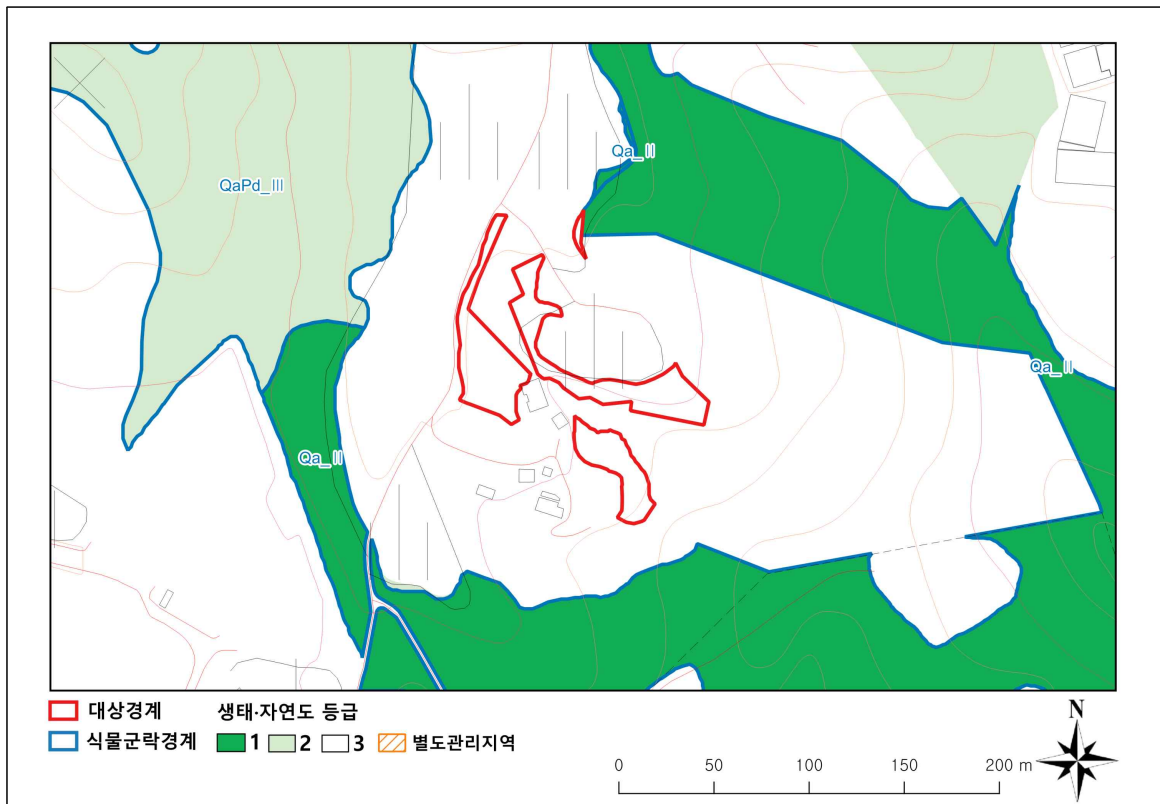 Qa_Ⅱ
QaPd_Ⅲ
Qa_Ⅱ
Qa_Ⅱ
대상경계 생태·자연도 등급
식물군락경계 1 2 3 별도관리지역
N
0 50 100 150 200 m